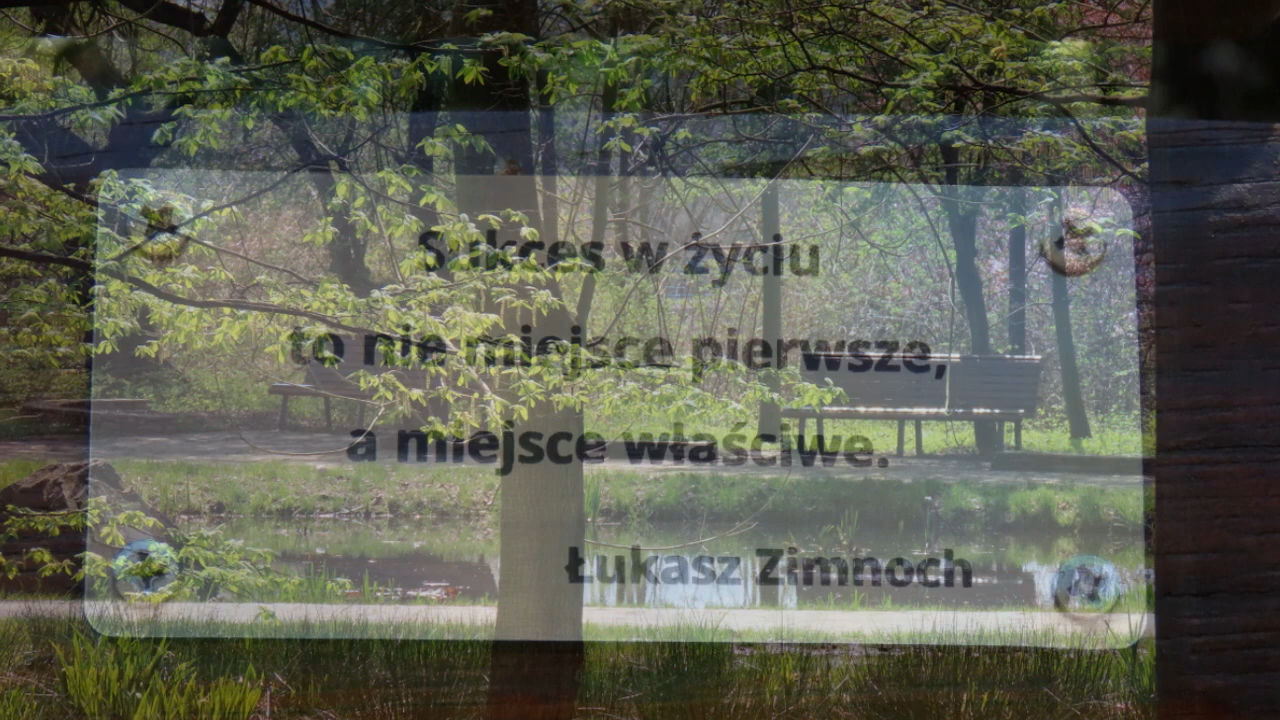 Sukces w życiu
to nie miejsce pierwsze,
a miejsce właściwe.
Łukasz Zimnoch